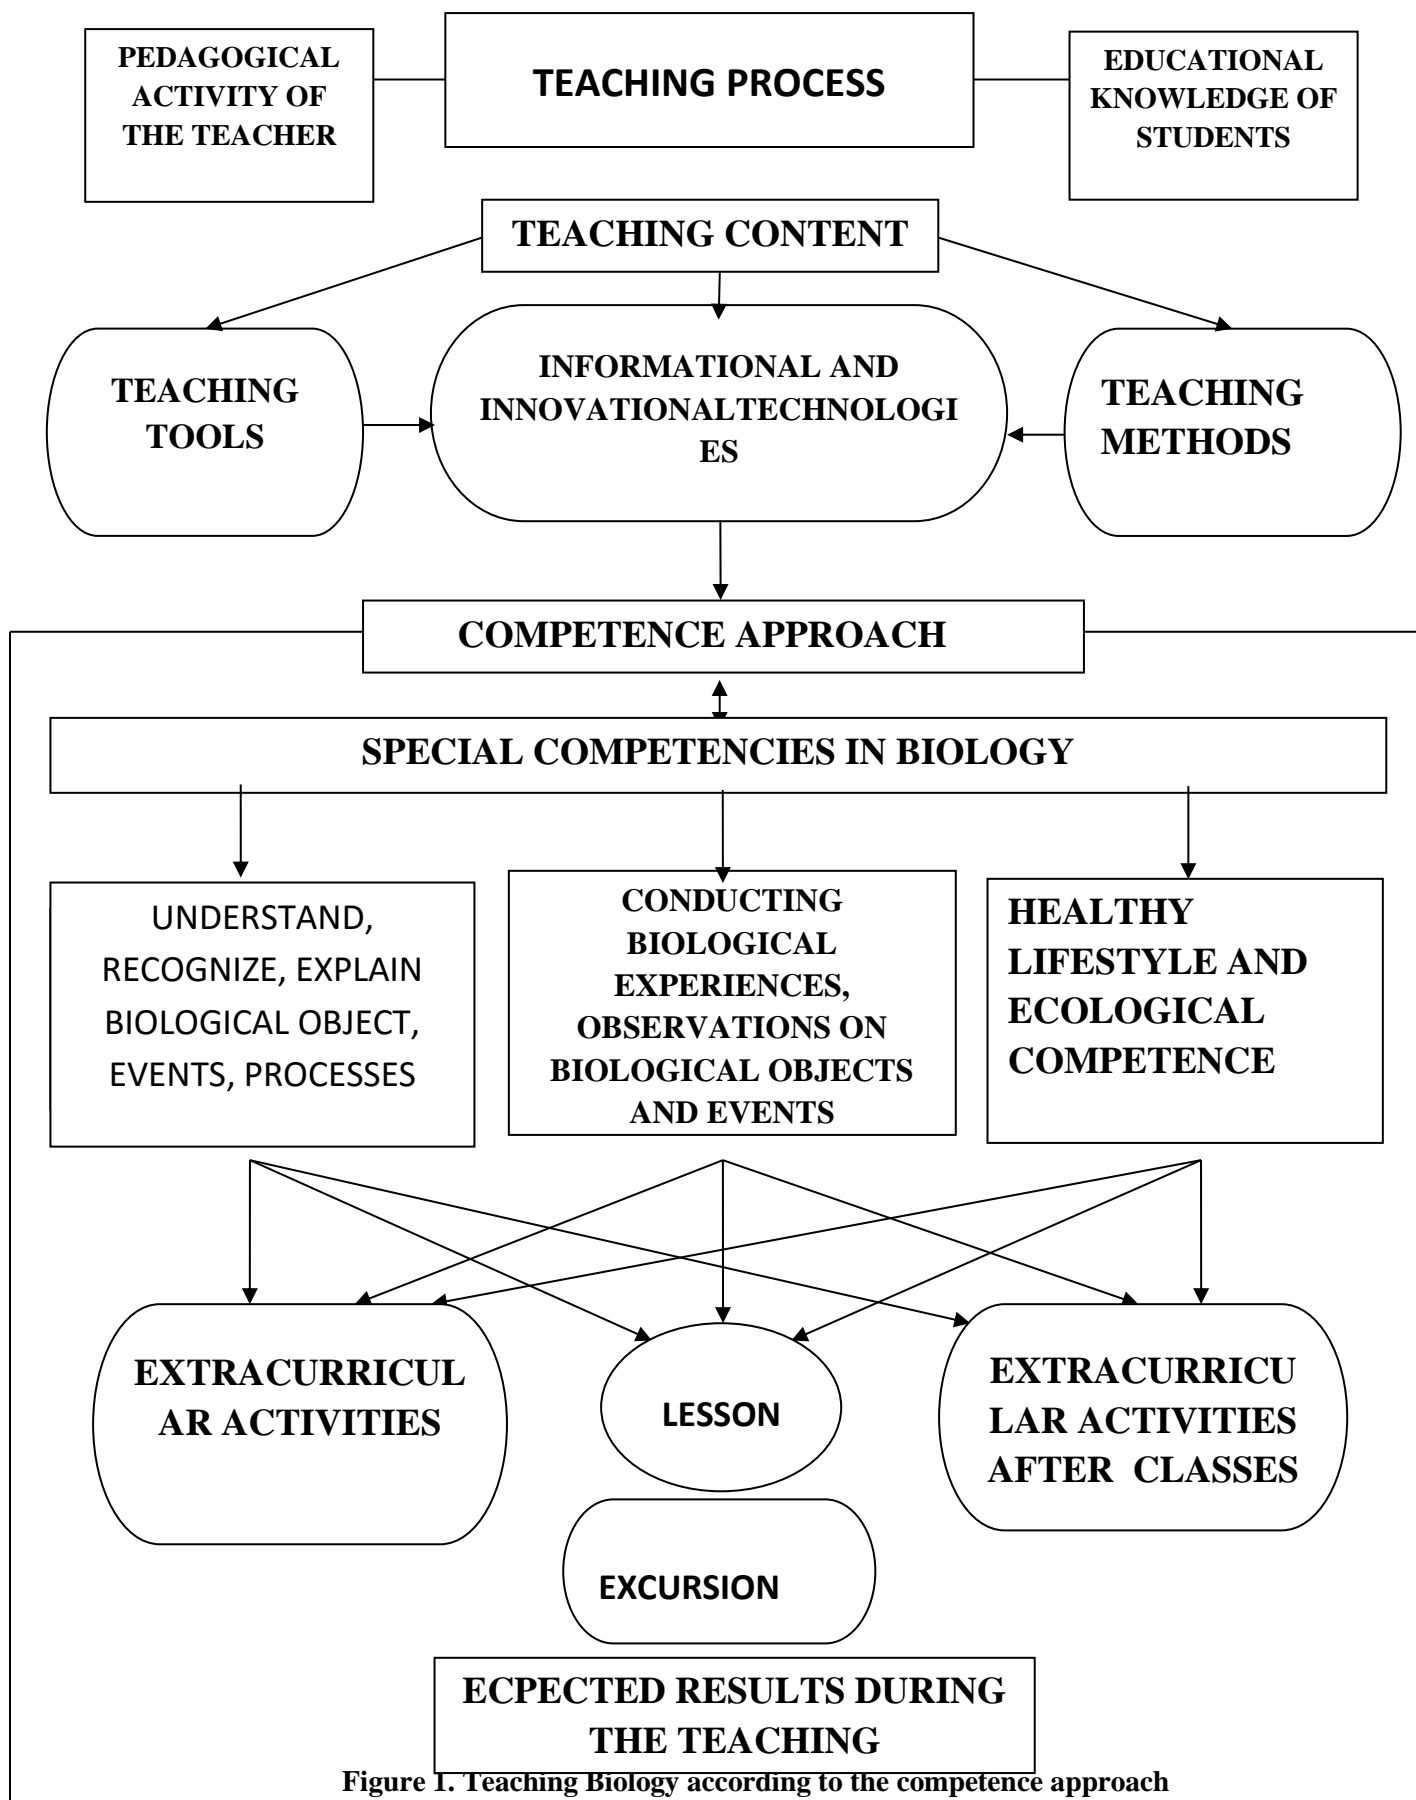 PEDAGOGICAL
ACTIVITY OF
THE TEACHER
TEACHING PROCESS
EDUCATIONAL
KNOWLEDGE OF
STUDENTS
TEACHING CONTENT
TEACHING
TOOLS
INFORMATIONAL AND
INNOVATIONALTECHNOLOGI
ES
TEACHING
METHODS
COMPETENCE APPROACH
SPECIAL COMPETENCIES IN BIOLOGY
UNDERSTAND,
RECOGNIZE, EXPLAIN
BIOLOGICAL OBJECT,
EVENTS, PROCESSES
CONDUCTING
BIOLOGICAL
EXPERIENCES,
OBSERVATIONS ON
BIOLOGICAL OBJECTS
AND EVENTS
HEALTHY
LIFESTYLE AND
ECOLOGICAL
COMPETENCE
EXTRACURRICUL
AR ACTIVITIES
LESSON
EXTRACURRICU
LAR ACTIVITIES
AFTER CLASSES
EXCURSION
ECPECTED RESULTS DURING
THE TEACHING
Figure 1. Teaching Biology according to the competence approach